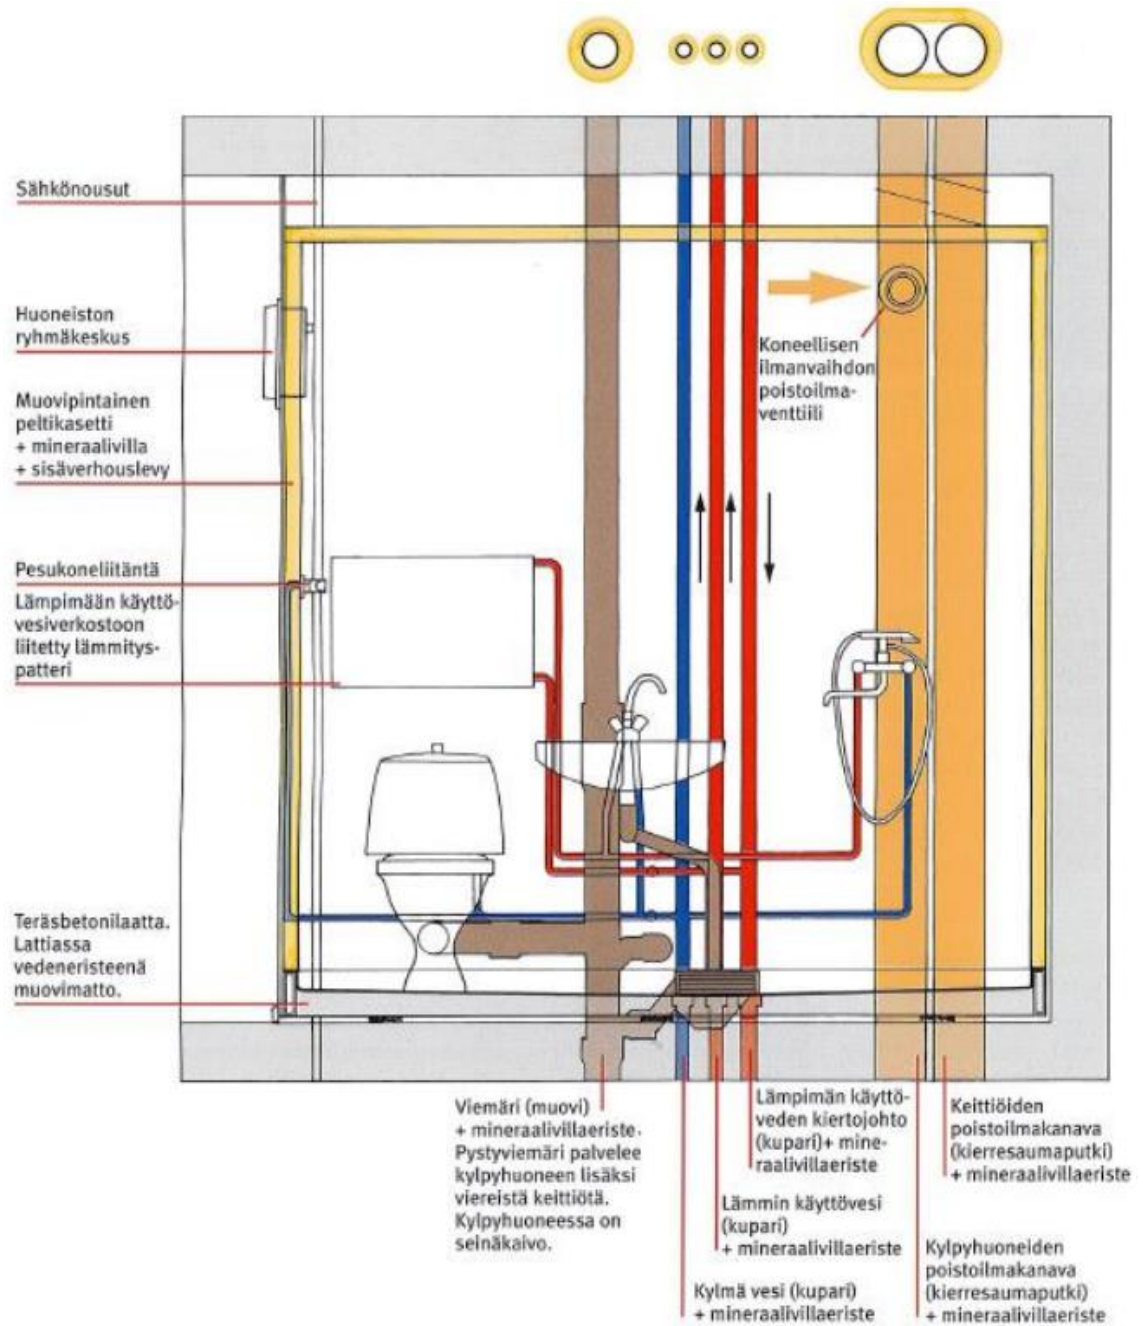 Sähkönousut
Huoneiston
ryhmäkeskus
Muovipintainen
peltikasetti
+ mineraalivilla
+ sisäverhouslevy
Pesukoneliitäntä
Lämpimään käyttö-
vesiverkostoon
liitetty lämmitys-
patteri
Teräsbetonilaatta.
Lattiassa
vedeneristeenä
muovimatto.
Koneellisen
ilmanvaihdon
poistoilma-
venttiili
Viemäri (muovi)
+ mineraalivillaeriste.
Pystyviemäri palvelee
kylpyhuoneen lisäksi
viereistä keittiötä.
Kylpyhuoneessa on
seinäkaivo.
Kylmä vesi (kupari)
+ mineraalivillaeriste
Lämmin käyttövesi
(kupari)
+ mineraalivillaeriste
Lämpimän käyttö-
veden kiertojohto
(kupari)+ mine-
raalivillaeriste
Kylpyhuoneiden
poistoilmakanava
(kierresaumaputki)
+ mineraalivillaeriste
Keittiöiden
poistoilmakanava
(kierresaumaputki)
+ mineraalivillaeriste